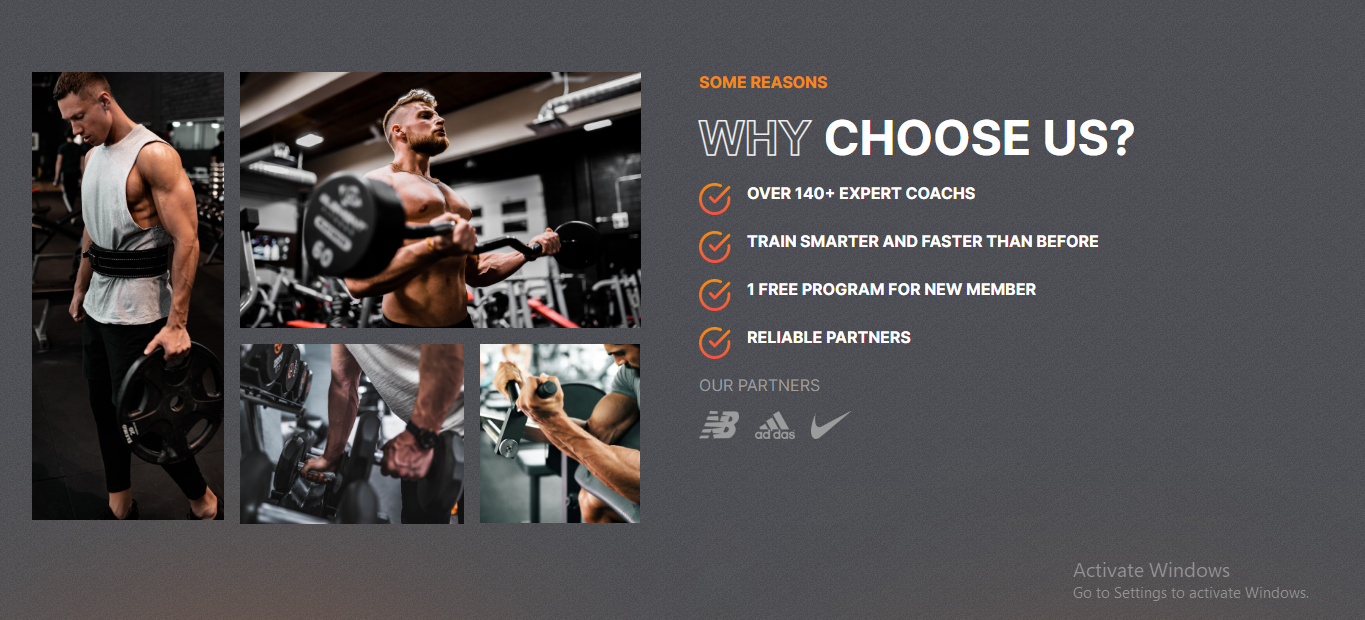 SOME REASONS
WHY CHOOSE US?
OVER 140+ EXPERT COACHS
TRAIN SMARTER AND FASTER THAN BEFORE
1 FREE PROGRAM FOR NEW MEMBER
RELIABLE PARTNERS
OUR PARTNERS
NB adidas
Activate Windows
Go to Settings to activate Windows.
60